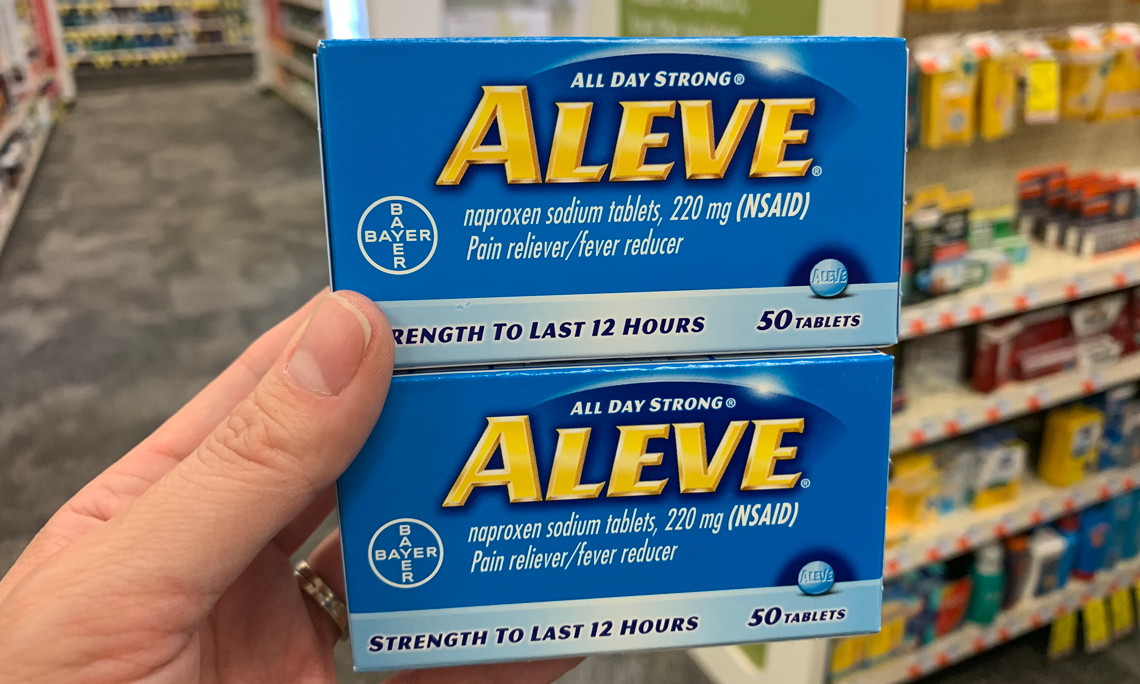 ALL DAY STRONG®
ALEVE®
naproxen sodium tablets, 220 mg (NSAID)
Pain reliever/fever reducer
BAYER
BAYER
ALEVE
RENGTH TO LAST 12 HOURS
50 TABLETS
ALL DAY STRONG®
ALEVE®
naproxen sodium tablets, 220 mg (NSAID)
Pain reliever/fever reducer
BAYER
BAYER
ALEVE
STRENGTH TO LAST 12 HOURS
50 TABLETS